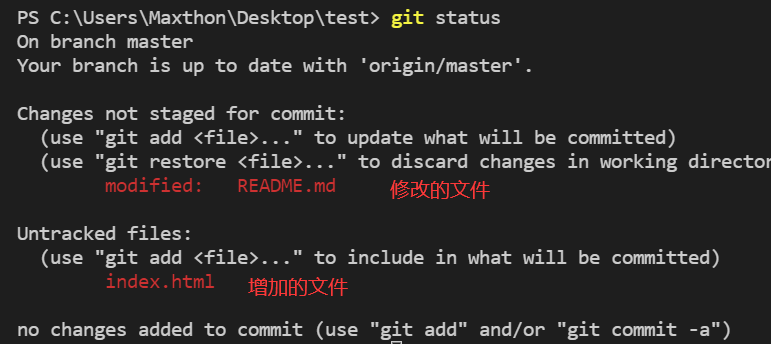 PS C:\Users\Maxthon\Desktop\test> git status
On branch master
Your branch is up to date with 'origin/master'.
Changes not staged for commit:
(use "git add <file>..." to update what will be committed)
(use "git restore <file>..." to discard changes in working director
modified: README.md 修改的文件
Untracked files:
(use "git add <file>..." to include in what will be committed)
index.html 增加的文件
no changes added to commit (use "git add" and/or "git commit -a")